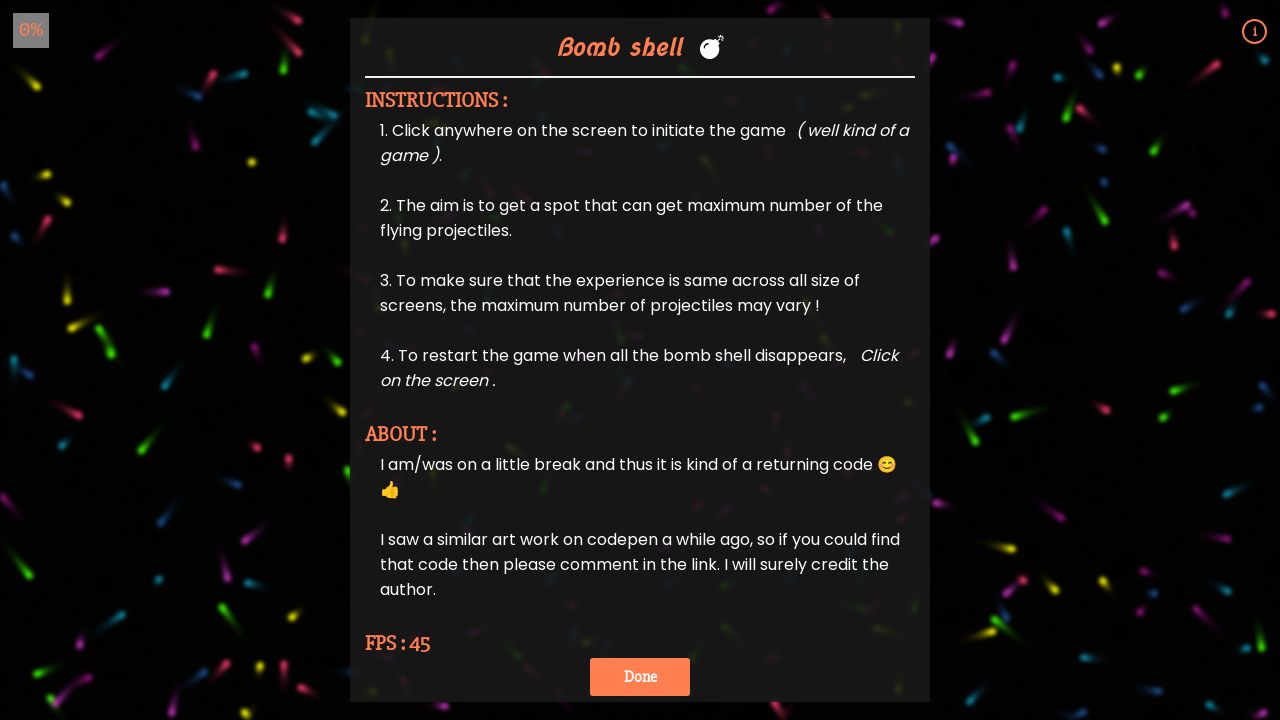 0%
Bomb shell 💣
i
INSTRUCTIONS :
1. Click anywhere on the screen to initiate the game ( well kind of a
game ).
2. The aim is to get a spot that can get maximum number of the
flying projectiles.
3. To make sure that the experience is same across all size of
screens, the maximum number of projectiles may vary !
4. To restart the game when all the bomb shell disappears, Click
on the screen .
ABOUT :
I am/was on a little break and thus it is kind of a returning code 😊
👍
I saw a similar art work on codepen a while ago, so if you could find
that code then please comment in the link. I will surely credit the
author.
FPS : 45
Done